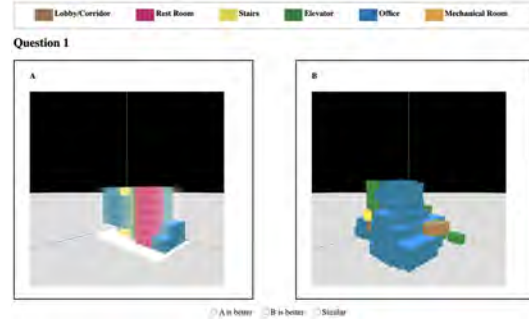 Lobby/Corridor Rest Room Stairs Elevator Office Mechanical Room
Question 1
A B
A is better B is better Similar